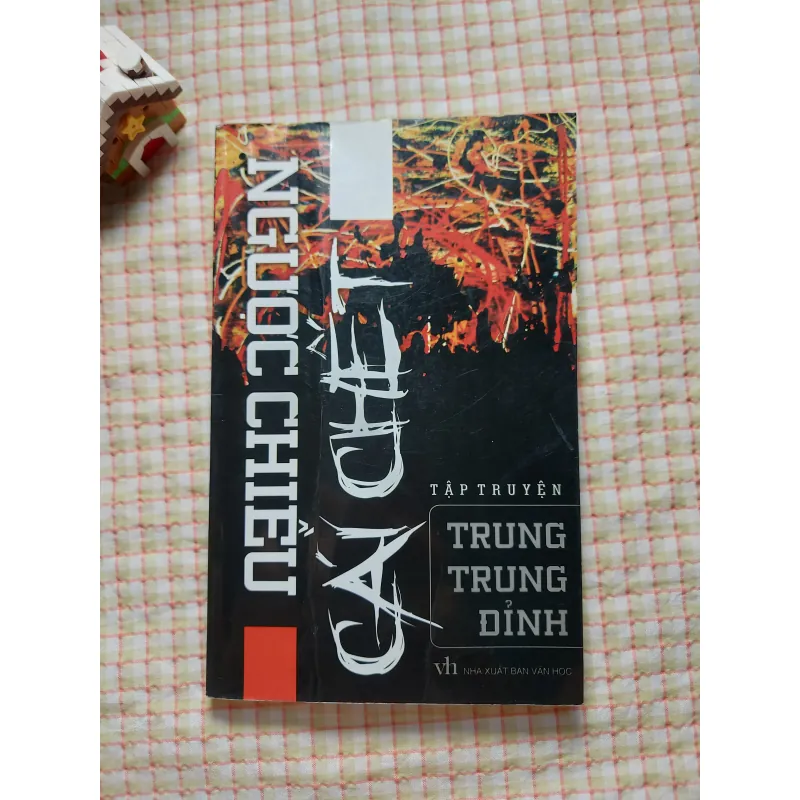 NGƯỢC CHIỀU
CÁI CHẾT
TẬP TRUYỆN
TRUNG
TRUNG
ĐỈNH
vh NHÀ XUẤT BẢN VĂN HỌC